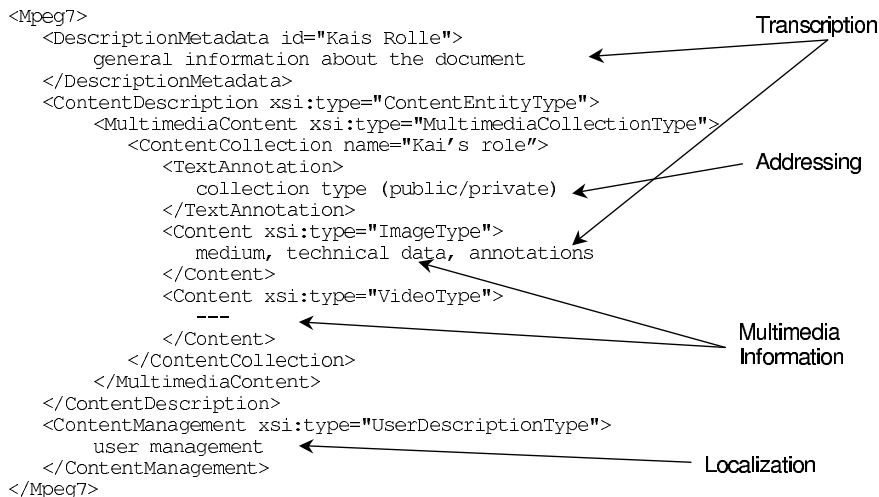 <Mpeg7>
<DescriptionMetadata id="Kais Rolle">
general information about the document
</DescriptionMetadata>
<ContentDescription xsi:type="ContentEntityType">
<MultimediaContent xsi:type="MultimediaCollectionType">
<ContentCollection name="Kai’s role”>
<TextAnnotation>
collection type (public/private)
</TextAnnotation>
<Content xsi:type="ImageType">
medium, technical data, annotations
</Content>
<Content xsi:type="VideoType">
---
</Content>
</ContentCollection>
</MultimediaContent>
</ContentDescription>
<ContentManagement xsi:type="UserDescriptionType">
user management
</ContentManagement>
</Mpeg7>
Transcription
Addressing
Multimedia
Information
Localization